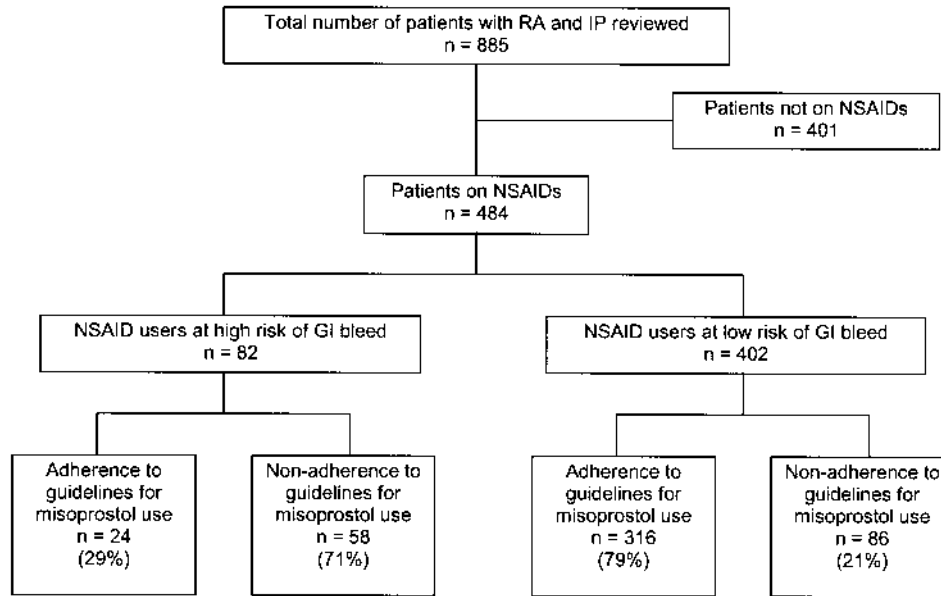 Total number of patients with RA and IP reviewed
n = 885
Patients not on NSAIDs
n = 401
Patients on NSAIDs
n = 484
NSAID users at high risk of GI bleed
n = 82
NSAID users at low risk of GI bleed
n = 402
Adherence to
guidelines for
misoprostol use
n = 24
(29%)
Non-adherence to
guidelines for
misoprostol use
n = 58
(71%)
Adherence to
guidelines for
misoprostol use
n = 316
(79%)
Non-adherence to
guidelines for
misoprostol use
n = 86
(21%)